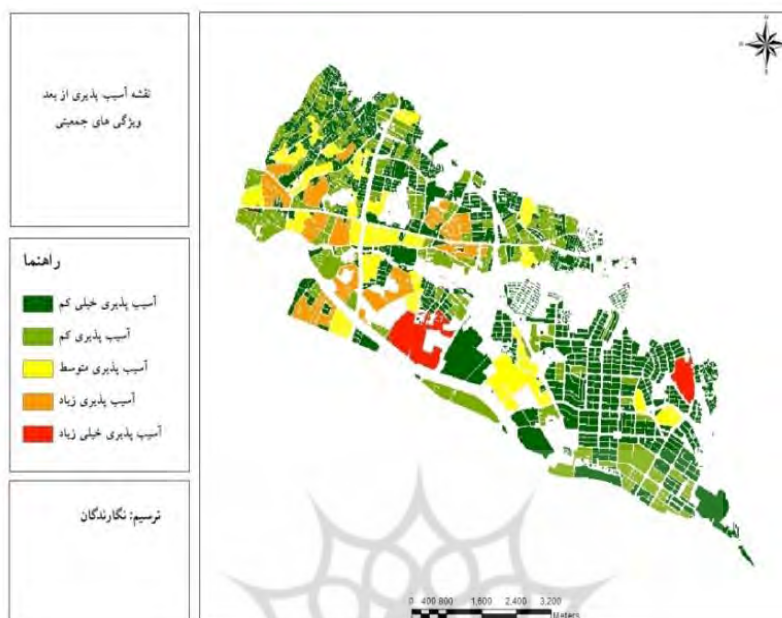 نقشه آسیب پذیری از بعد
ویژگی های جمعیتی
راهنما
آسیب پذیری خیلی کم
آسیب پذیری کم
آسیب پذیری متوسط
آسیب پذیری زیاد
آسیب پذیری خیلی زیاد
ترسیم: نگارندگان
0 400 800 1,600 2,400 3,200
Meters